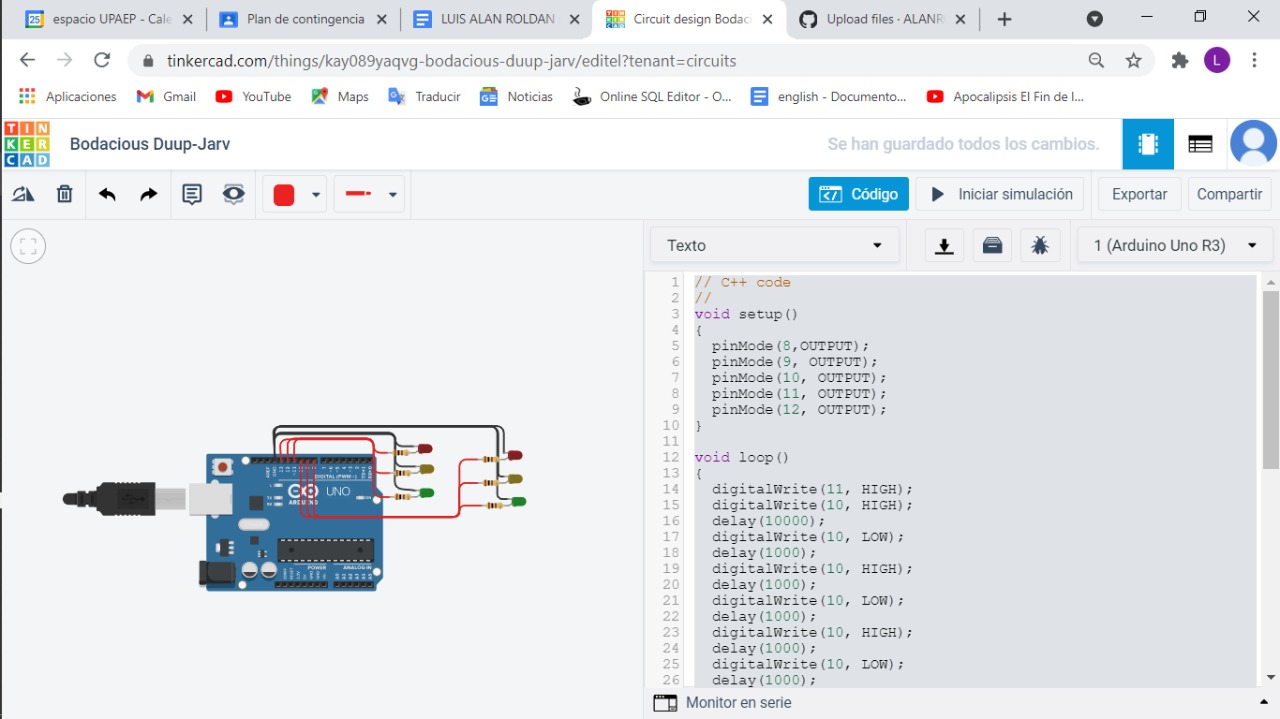 espacio UPAEP - Cale
Plan de contingencia
LUIS ALAN ROLDAN
Circuit design Bodac
Upload files · ALANR
tinkercad.com/things/kay089yaqvg-bodacious-duup-jarv/editel?tenant=circuits
L
Aplicaciones
Gmail
YouTube
Maps
Traducir
Noticias
Online SQL Editor - O...
english - Documento...
Apocalipsis El Fin de l...
TIN
KER
CAD
Bodacious Duup-Jarv
Se han guardado todos los cambios.
Código
Iniciar simulación
Exportar
Compartir
Texto
1 (Arduino Uno R3)
1 // C++ code
2 //
3 void setup()
4 {
5 pinMode(8,OUTPUT);
6 pinMode(9, OUTPUT);
7 pinMode(10, OUTPUT);
8 pinMode(11, OUTPUT);
9 pinMode(12, OUTPUT);
10 }
11
12 void loop()
13 {
14 digitalWrite(11, HIGH);
15 digitalWrite(10, HIGH);
16 delay(10000);
17 digitalWrite(10, LOW);
18 delay(1000);
19 digitalWrite(10, HIGH);
20 delay(1000);
21 digitalWrite(10, LOW);
22 delay(1000);
23 digitalWrite(10, HIGH);
24 delay(1000);
25 digitalWrite(10, LOW);
26 delay(1000);
DIGITAL (PWM~)
UNO
ARDUINO
POWER
ANALOG IN
Monitor en serie